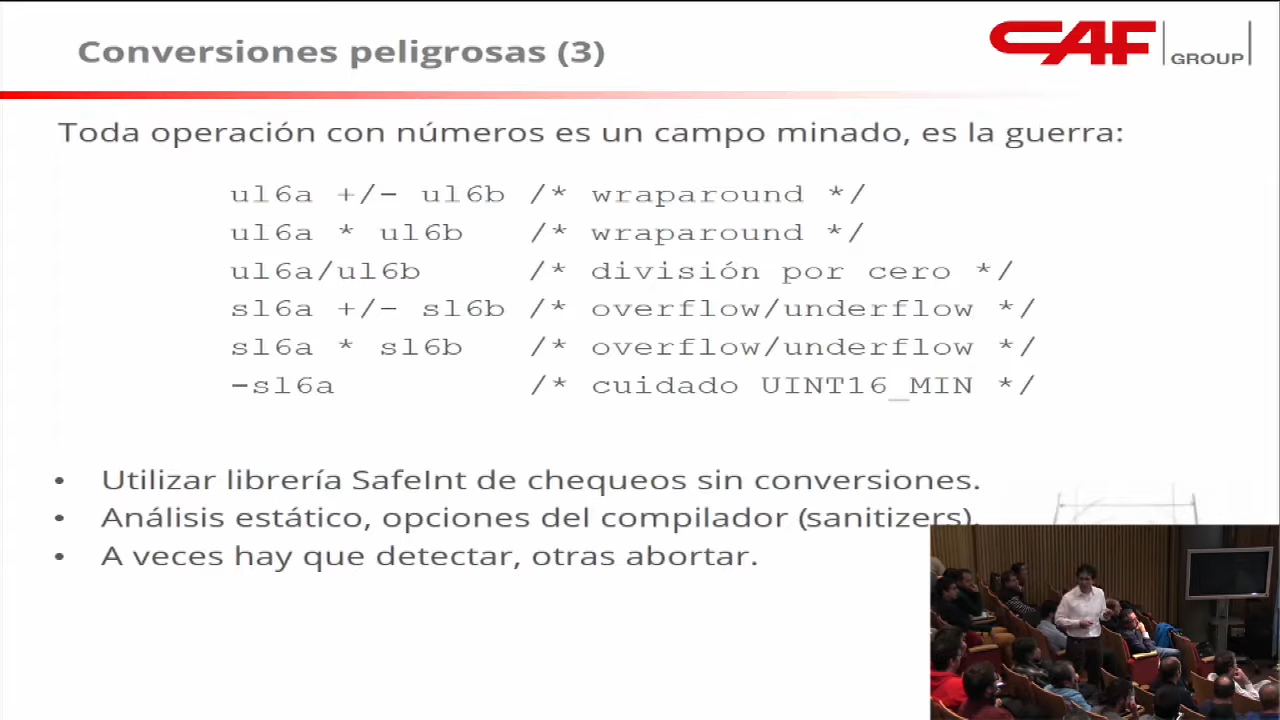 Conversiones peligrosas (3)
CAF GROUP
Toda operación con números es un campo minado, es la guerra:
u16a +/- u16b /* wraparound */
u16a * u16b /* wraparound */
u16a/u16b /* división por cero */
s16a +/- s16b /* overflow/underflow */
s16a * s16b /* overflow/underflow */
-s16a /* cuidado UINT16_MIN */
• Utilizar librería SafeInt de chequeos sin conversiones.
• Análisis estático, opciones del compilador (sanitizers).
• A veces hay que detectar, otras abortar.